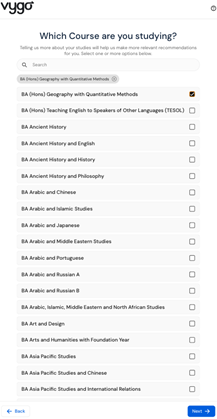 vygo
Which Course are you studying?
Telling us more about your studies will help us make more relevant recommendations
for you. Select one or more options below.
Search
BA (Hons) Geography with Quantitative Methods
BA (Hons) Geography with Quantitative Methods
BA (Hons) Teaching English to Speakers of Other Languages (TESOL)
BA Ancient History
BA Ancient History and English
BA Ancient History and History
BA Ancient History and Philosophy
BA Arabic and Chinese
BA Arabic and Islamic Studies
BA Arabic and Japanese
BA Arabic and Middle Eastern Studies
BA Arabic and Portuguese
BA Arabic and Russian A
BA Arabic and Russian B
BA Arabic, Islamic, Middle Eastern and North African Studies
BA Art and Design
BA Arts and Humanities with Foundation Year
BA Asia Pacific Studies
BA Asia Pacific Studies and Chinese
BA Asia Pacific Studies and International Relations
Back
Next